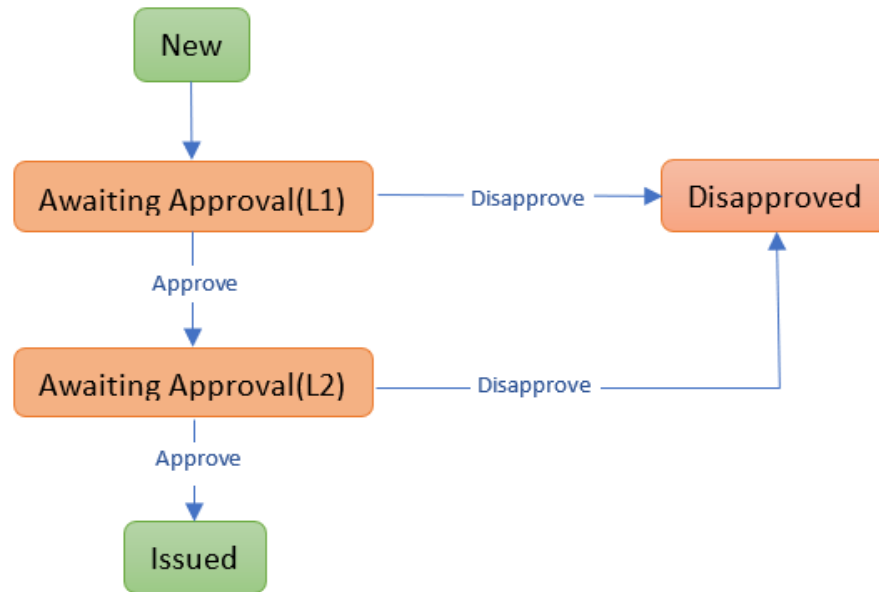 New
Awaiting Approval(L1)
Disapprove
Disapproved
Approve
Awaiting Approval(L2)
Disapprove
Approve
Issued